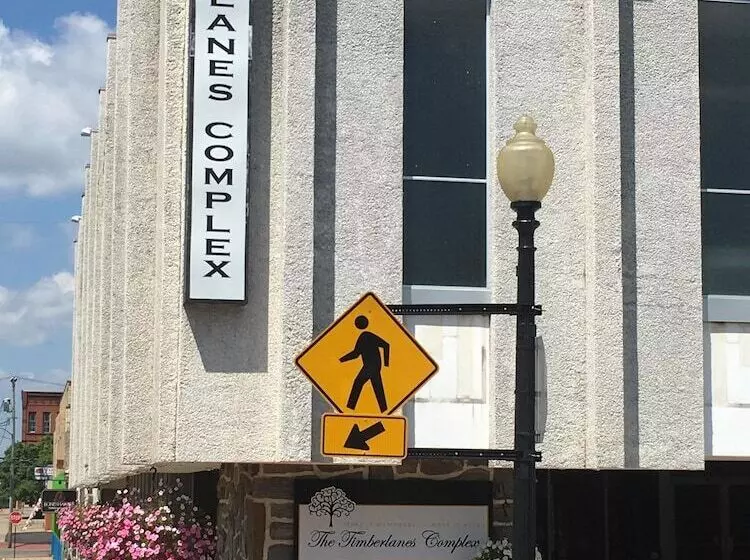 LANES COMPLEX
The Timberlanes Complex